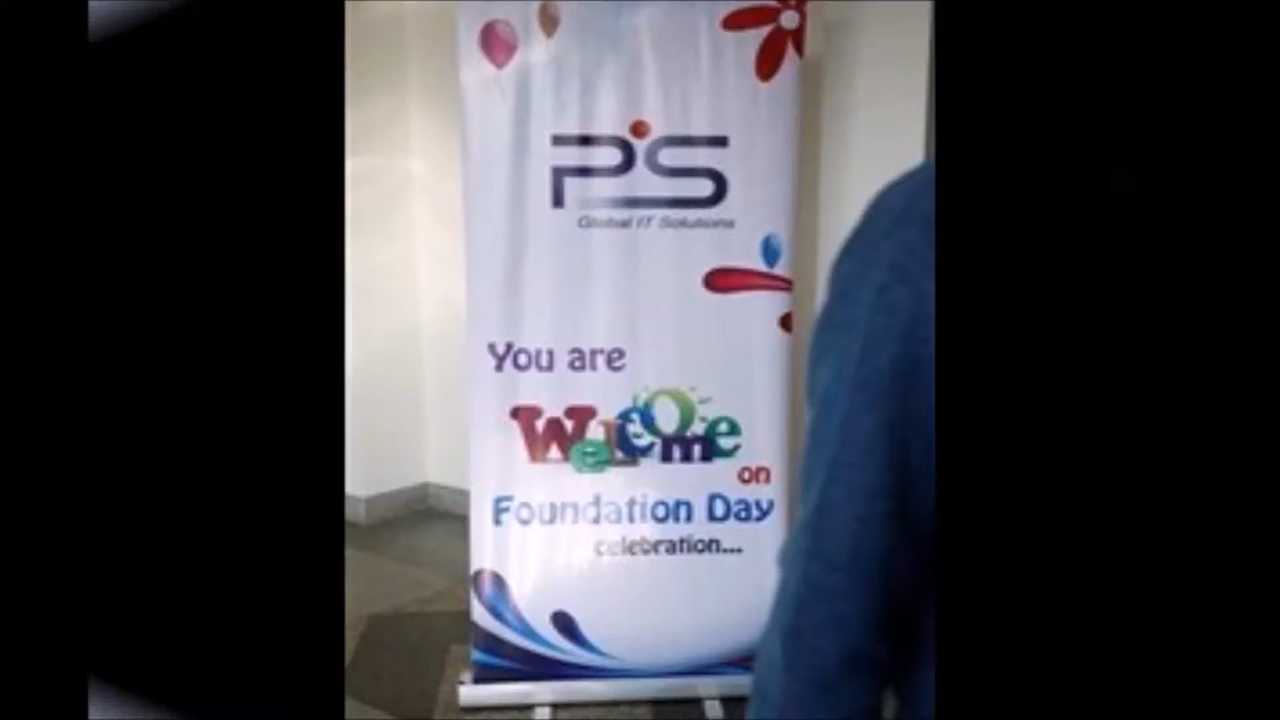 PiS
Global IT Solutions
You are
Welcome
on
Foundation Day
celebration...